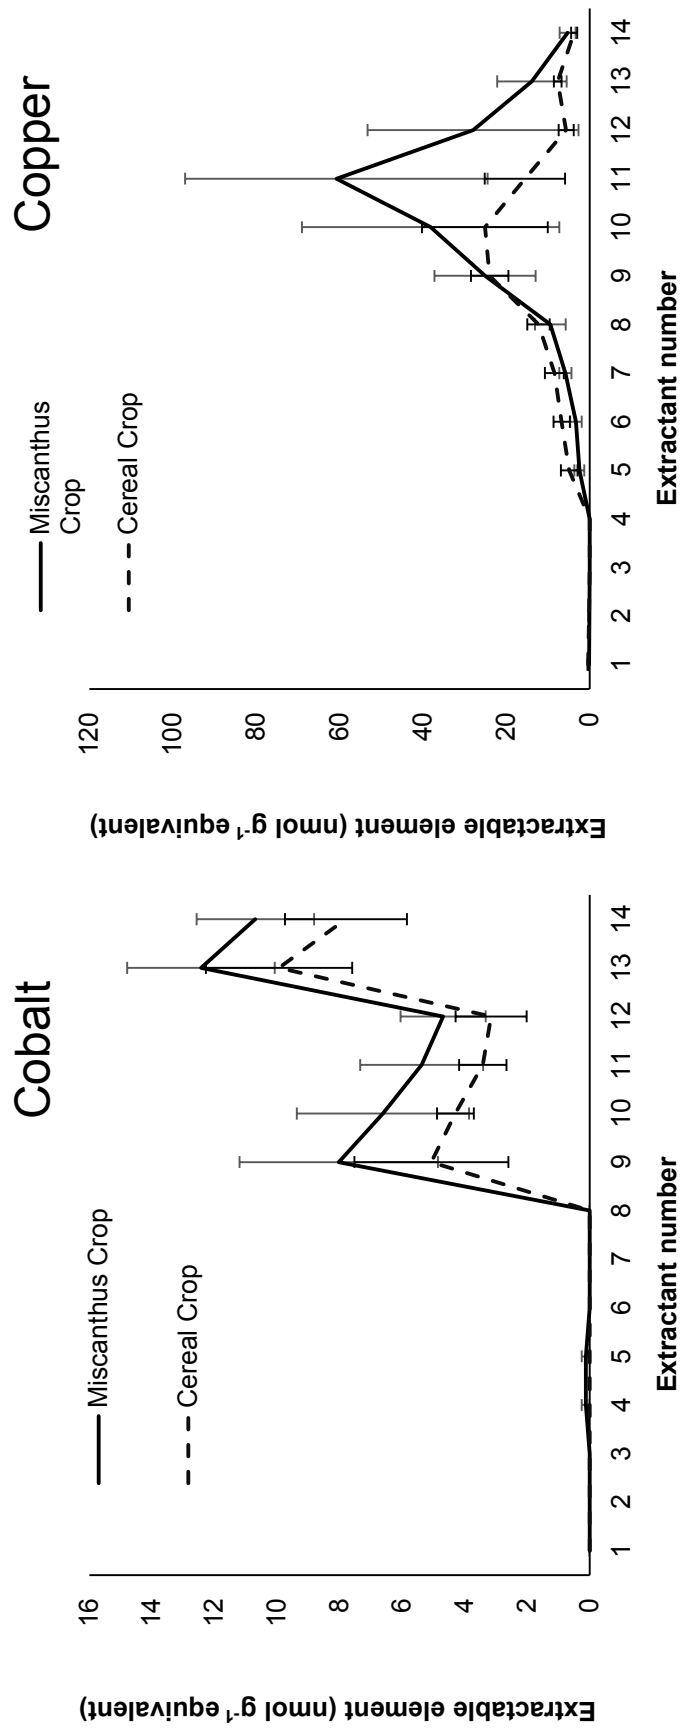 Cobalt
Extractable element (nmol g⁻¹ equivalent)
16
14
12
10
8
6
4
2
0
1 2 3 4 5 6 7 8 9 10 11 12 13 14
Extractant number
Miscanthus Crop
Cereal Crop
Copper
Extractable element (nmol g⁻¹ equivalent)
120
100
80
60
40
20
0
1 2 3 4 5 6 7 8 9 10 11 12 13 14
Extractant number
Miscanthus
Crop
Cereal Crop